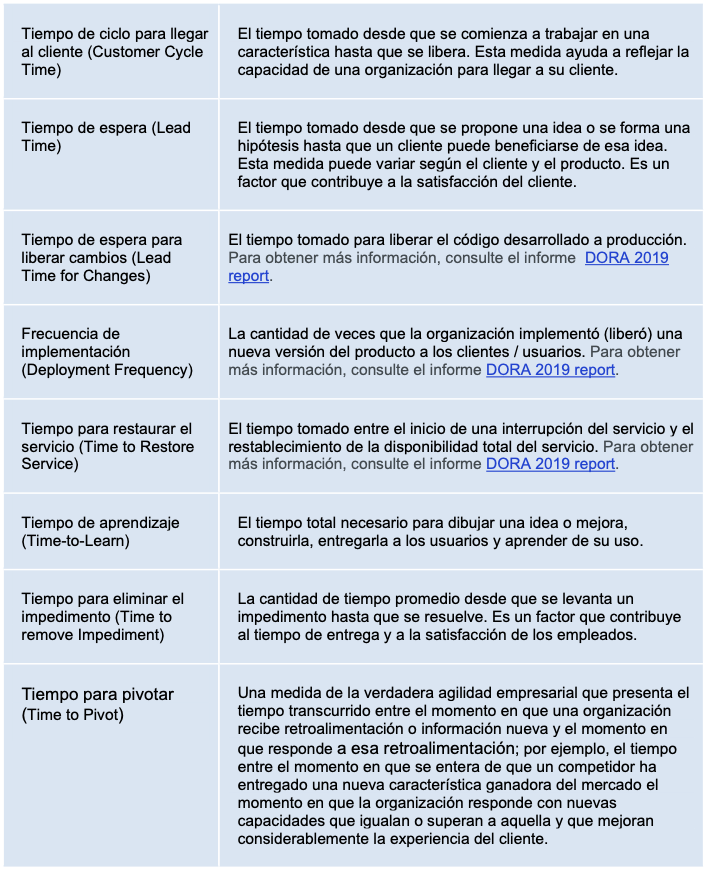 Tiempo de ciclo para llegar
al cliente (Customer Cycle
Time)
El tiempo tomado desde que se comienza a trabajar en una
característica hasta que se libera. Esta medida ayuda a reflejar la
capacidad de una organización para llegar a su cliente.
Tiempo de espera (Lead
Time)
El tiempo tomado desde que se propone una idea o se forma una
hipótesis hasta que un cliente puede beneficiarse de esa idea.
Esta medida puede variar según el cliente y el producto. Es un
factor que contribuye a la satisfacción del cliente.
Tiempo de espera para
liberar cambios (Lead
Time for Changes)
El tiempo tomado para liberar el código desarrollado a producción.
Para obtener más información, consulte el informe DORA 2019
report.
Frecuencia de
implementación
(Deployment Frequency)
La cantidad de veces que la organización implementó (liberó) una
nueva versión del producto a los clientes / usuarios. Para obtener
más información, consulte el informe DORA 2019 report.
Tiempo para restaurar el
servicio (Time to Restore
Service)
El tiempo tomado entre el inicio de una interrupción del servicio y el
restablecimiento de la disponibilidad total del servicio. Para obtener
más información, consulte el informe DORA 2019 report.
Tiempo de aprendizaje
(Time-to-Learn)
El tiempo total necesario para dibujar una idea o mejora,
construirla, entregarla a los usuarios y aprender de su uso.
Tiempo para eliminar el
impedimento (Time to
remove Impediment)
La cantidad de tiempo promedio desde que se levanta un
impedimento hasta que se resuelve. Es un factor que contribuye
al tiempo de entrega y a la satisfacción de los empleados.
Tiempo para pivotar
(Time to Pivot)
Una medida de la verdadera agilidad empresarial que presenta el
tiempo transcurrido entre el momento en que una organización
recibe retroalimentación o información nueva y el momento en
que responde a esa retroalimentación; por ejemplo, el tiempo
entre el momento en que se entera de que un competidor ha
entregado una nueva característica ganadora del mercado el
momento en que la organización responde con nuevas
capacidades que igualan o superan a aquella y que mejoran
considerablemente la experiencia del cliente.